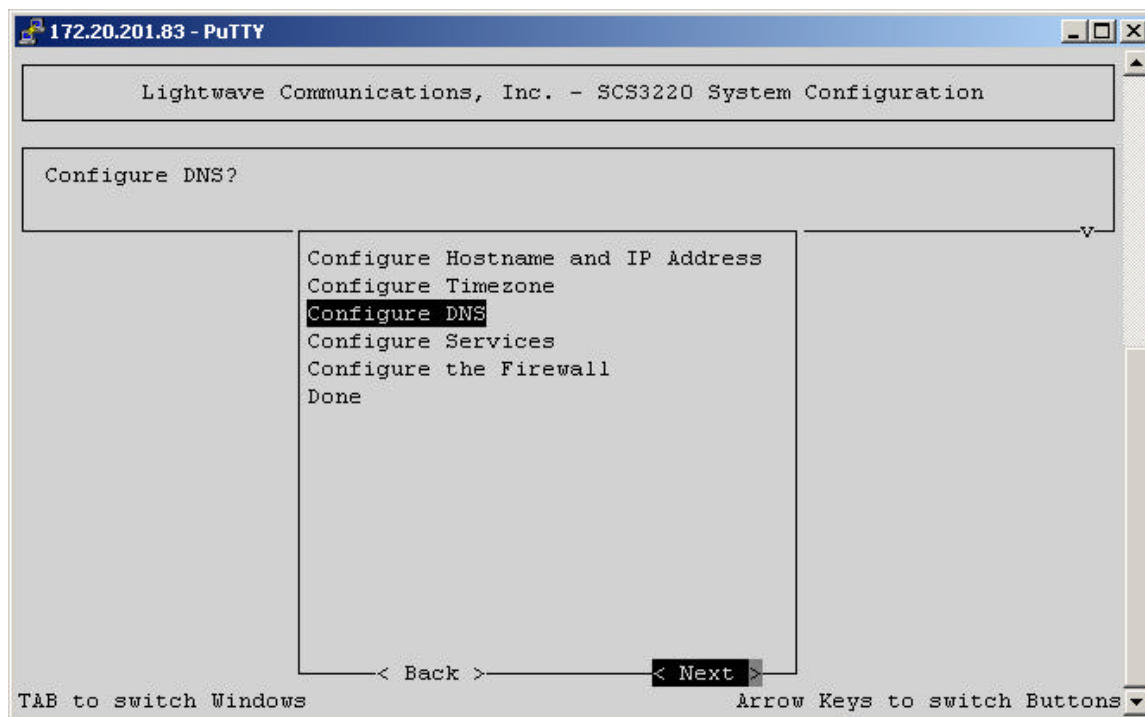 172.20.201.83 - PuTTY
Lightwave Communications, Inc. - SCS3220 System Configuration
Configure DNS?
v
Configure Hostname and IP Address
Configure Timezone
Configure DNS
Configure Services
Configure the Firewall
Done
< Back > < Next >
TAB to switch Windows Arrow Keys to switch Buttons